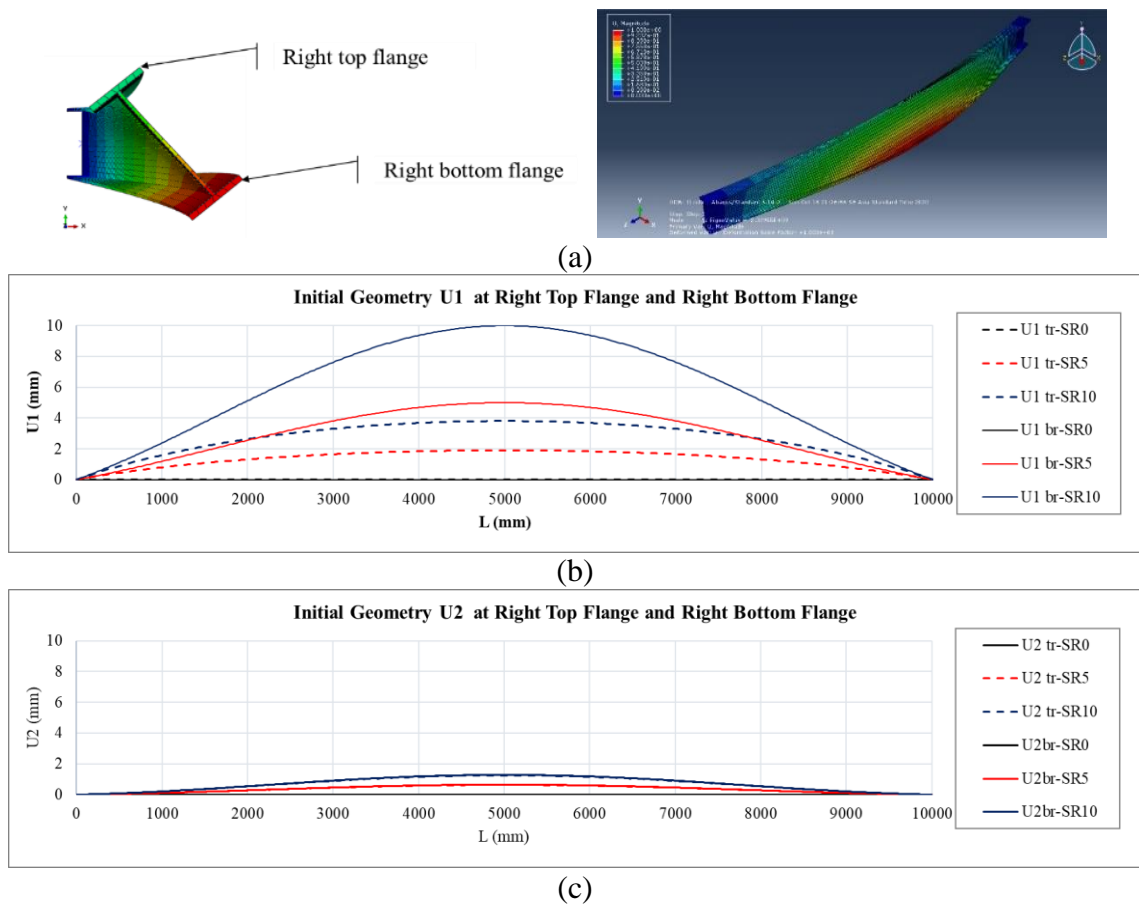 Right top flange
Right bottom flange
U, Magnitude
(a)
Initial Geometry U1 at Right Top Flange and Right Bottom Flange
10
8
6
4
2
0
U1 (mm)
0 1000 2000 3000 4000 5000 6000 7000 8000 9000 10000
L (mm)
U1 tr-SR0
U1 tr-SR5
U1 tr-SR10
U1 br-SR0
U1 br-SR5
U1 br-SR10
(b)
Initial Geometry U2 at Right Top Flange and Right Bottom Flange
10
8
6
4
2
0
U2 (mm)
0 1000 2000 3000 4000 5000 6000 7000 8000 9000 10000
L (mm)
U2 tr-SR0
U2 tr-SR5
U2 tr-SR10
U2br-SR0
U2br-SR5
U2br-SR10
(c)